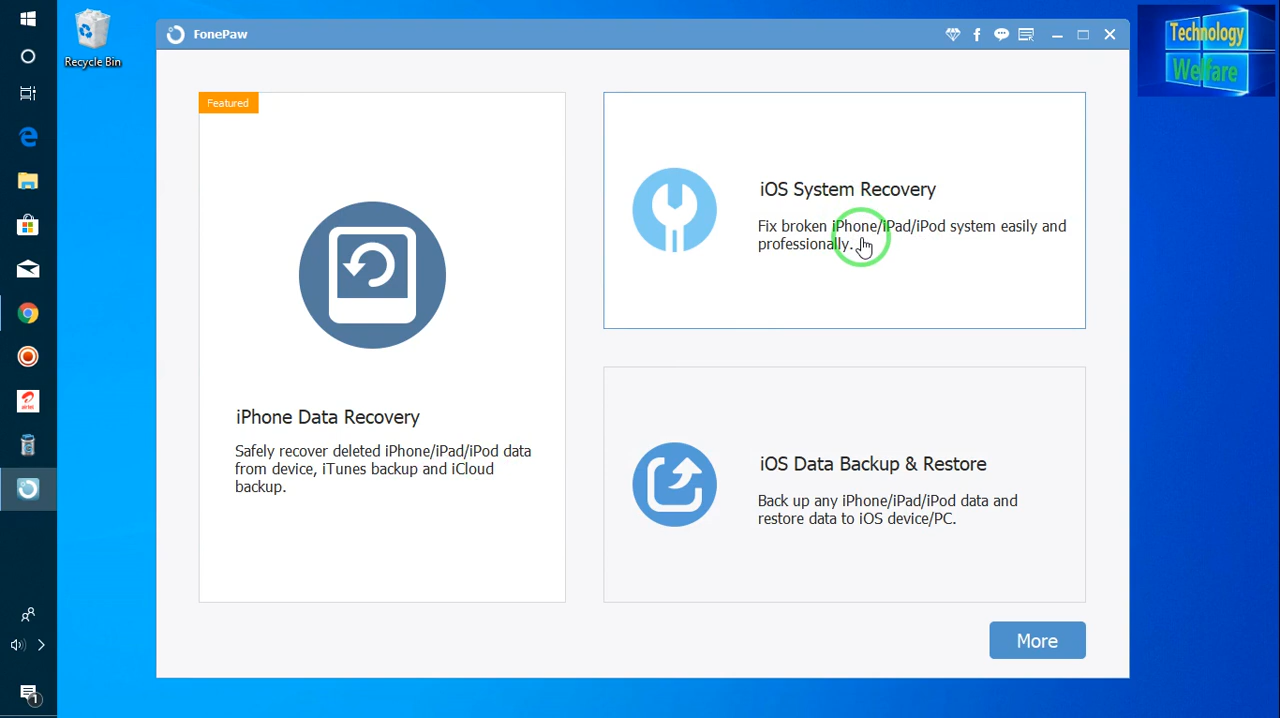 Recycle Bin
FonePaw
Technology
Welfare
Featured
iPhone Data Recovery
Safely recover deleted iPhone/iPad/iPod data
from device, iTunes backup and iCloud
backup.
iOS System Recovery
Fix broken iPhone/iPad/iPod system easily and
professionally.
iOS Data Backup & Restore
Back up any iPhone/iPad/iPod data and
restore data to iOS device/PC.
More
airtel
1